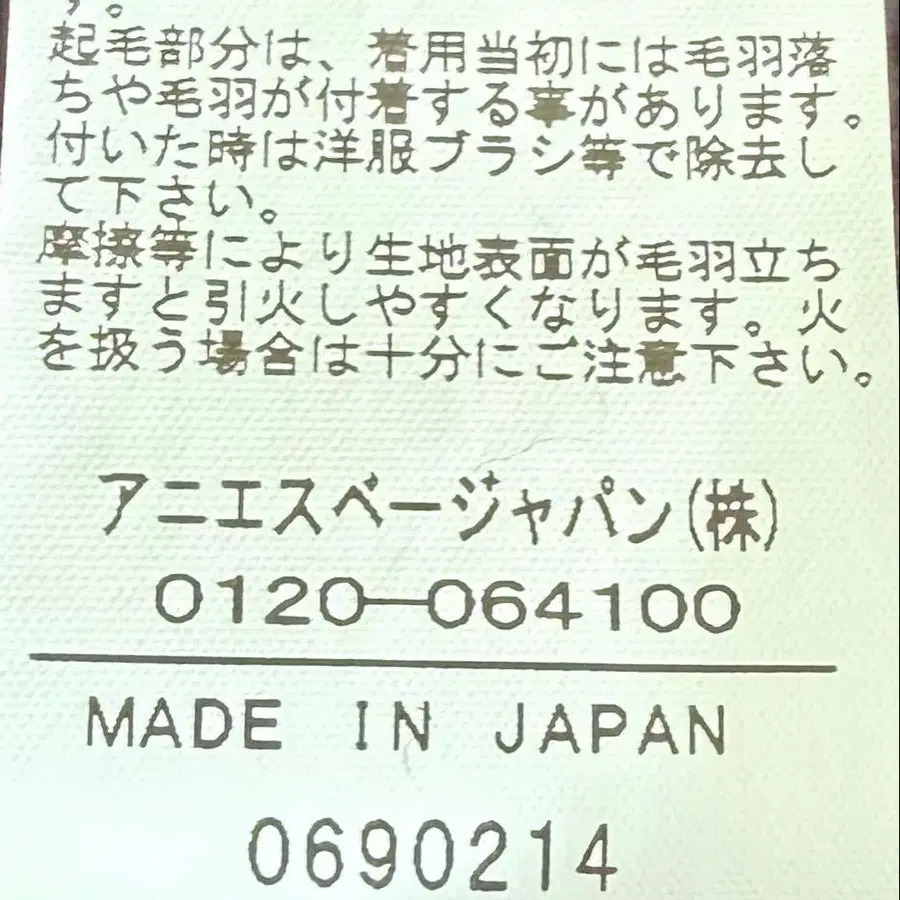 す。
起毛部分は、着用当初には毛羽落
ちや毛羽が付着する事があります。
付いた時は洋服ブラシ等で除去し
て下さい。
摩擦等により生地表面が毛羽立ち
ますと引火しやすくなります。火
を扱う場合は十分にご注意下さい。
アニエスベージャパン(株)
0120-064100
MADE IN JAPAN
0690214